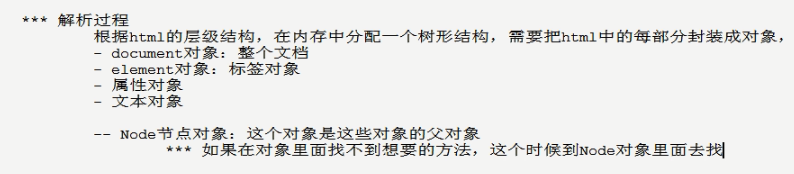 *** 解析过程
根据html的层级结构，在内存中分配一个树形结构，需要把html中的每部分封装成对象，
- document对象：整个文档
- element对象：标签对象
- 属性对象
- 文本对象
-- Node节点对象：这个对象是这些对象的父对象
*** 如果在对象里面找不到想要的方法，这个时候到Node对象里面去找